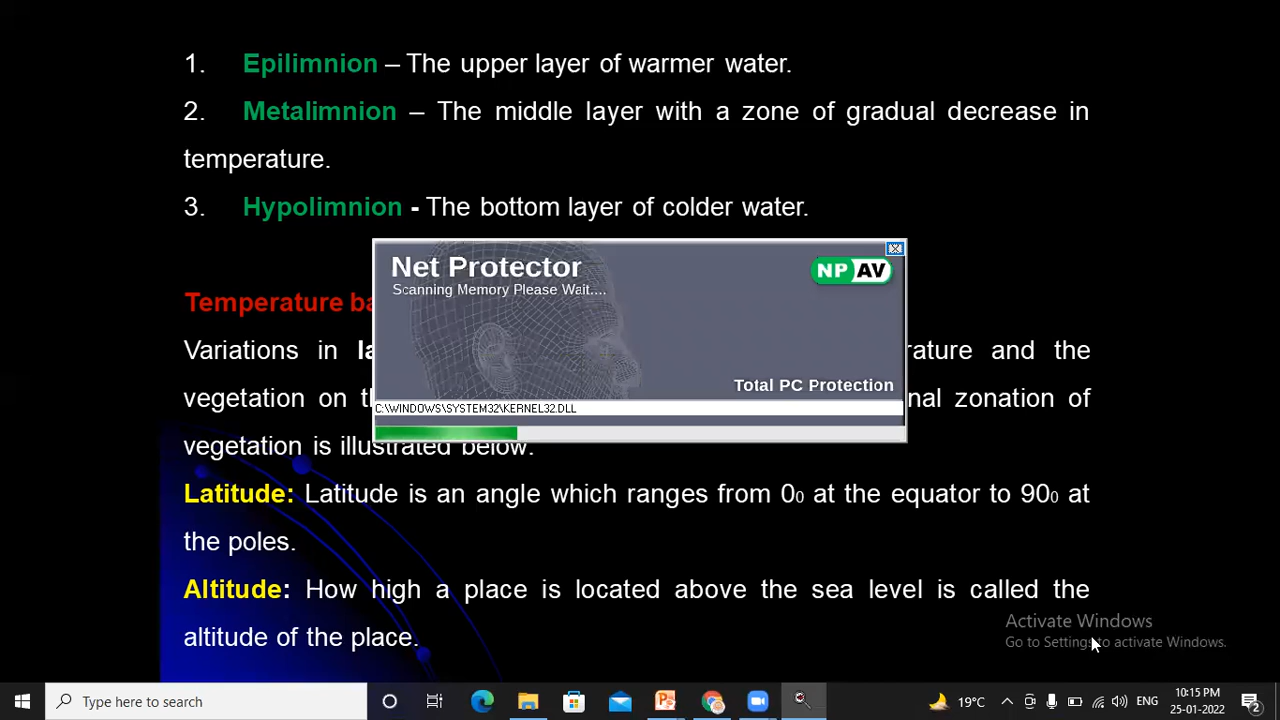 1. Epilimnion – The upper layer of warmer water.
2. Metalimnion – The middle layer with a zone of gradual decrease in
temperature.
3. Hypolimnion - The bottom layer of colder water.
Net Protector
NP AV
Scanning Memory Please Wait....
Temperature ba
Variations in la rature and the
Total PC Protection
vegetation on t nal zonation of
C:\WINDOWS\SYSTEM32\KERNEL32.DLL
vegetation is illustrated below.
Latitude: Latitude is an angle which ranges from 00 at the equator to 900 at
the poles.
Altitude: How high a place is located above the sea level is called the
altitude of the place.
Activate Windows
Go to Settings to activate Windows.
Type here to search
19°C
ENG
10:15 PM
25-01-2022
2